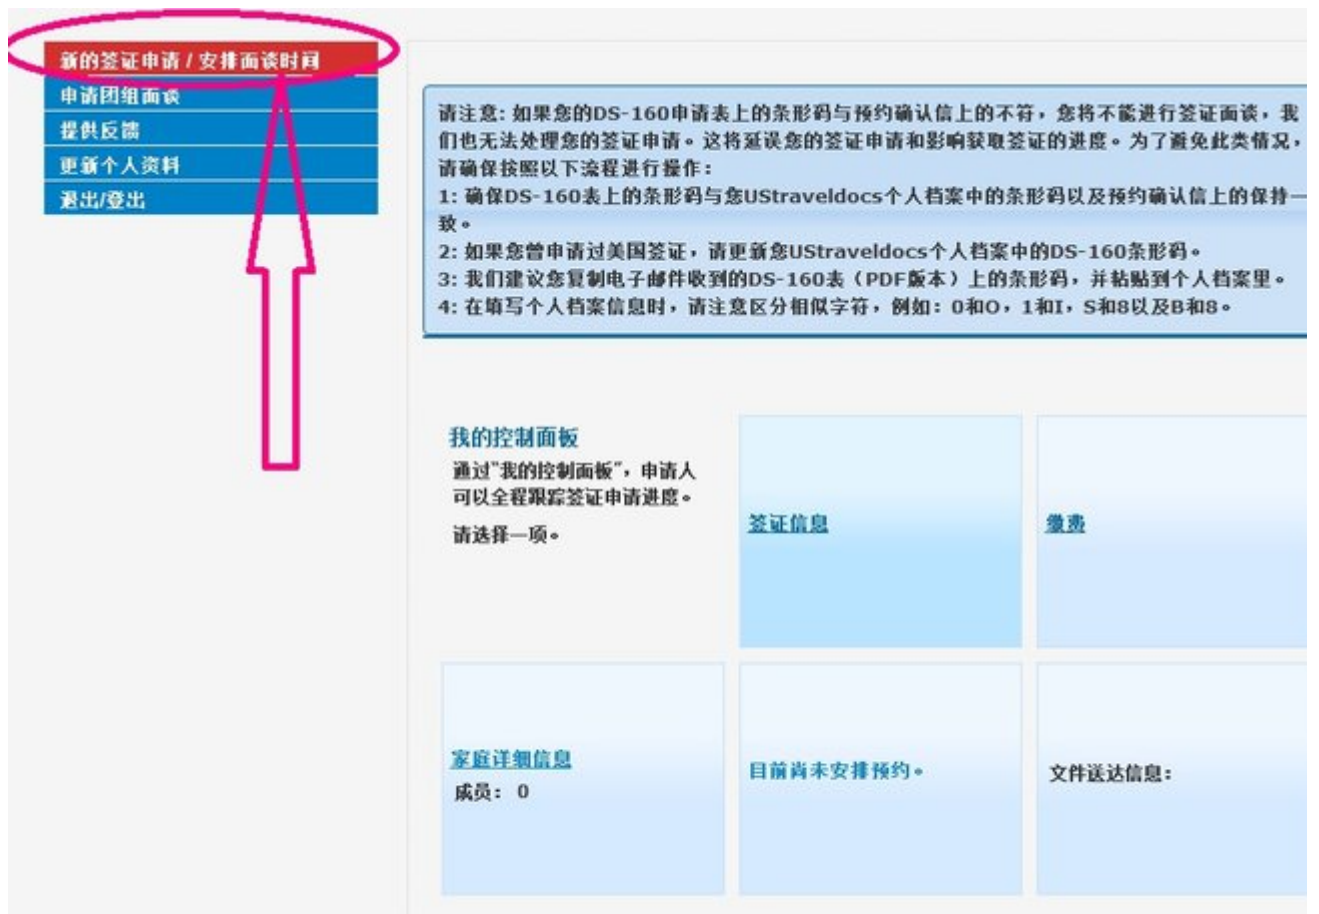 新的签证申请 / 安排面谈时间
申请团组面谈
提供反馈
更新个人资料
退出/登出
请注意: 如果您的DS-160申请表上的条形码与预约确认信上的不符，您将不能进行签证面谈，我
们也无法处理您的签证申请。这将延误您的签证申请和影响获取签证的进度。为了避免此类情况，
请确保按照以下流程进行操作：
1: 确保DS-160表上的条形码与您UStraveldocs个人档案中的条形码以及预约确认信上的保持一
致。
2: 如果您曾申请过美国签证，请更新您UStraveldocs个人档案中的DS-160条形码。
3: 我们建议您复制电子邮件收到的DS-160表（PDF版本）上的条形码，并粘贴到个人档案里。
4: 在填写个人档案信息时，请注意区分相似字符，例如：0和O，1和I，S和8以及B和8。
我的控制面板
通过"我的控制面板"，申请人
可以全程跟踪签证申请进度。
请选择一项。
签证信息
缴费
家庭详细信息
成员： 0
目前尚未安排预约。
文件送达信息：